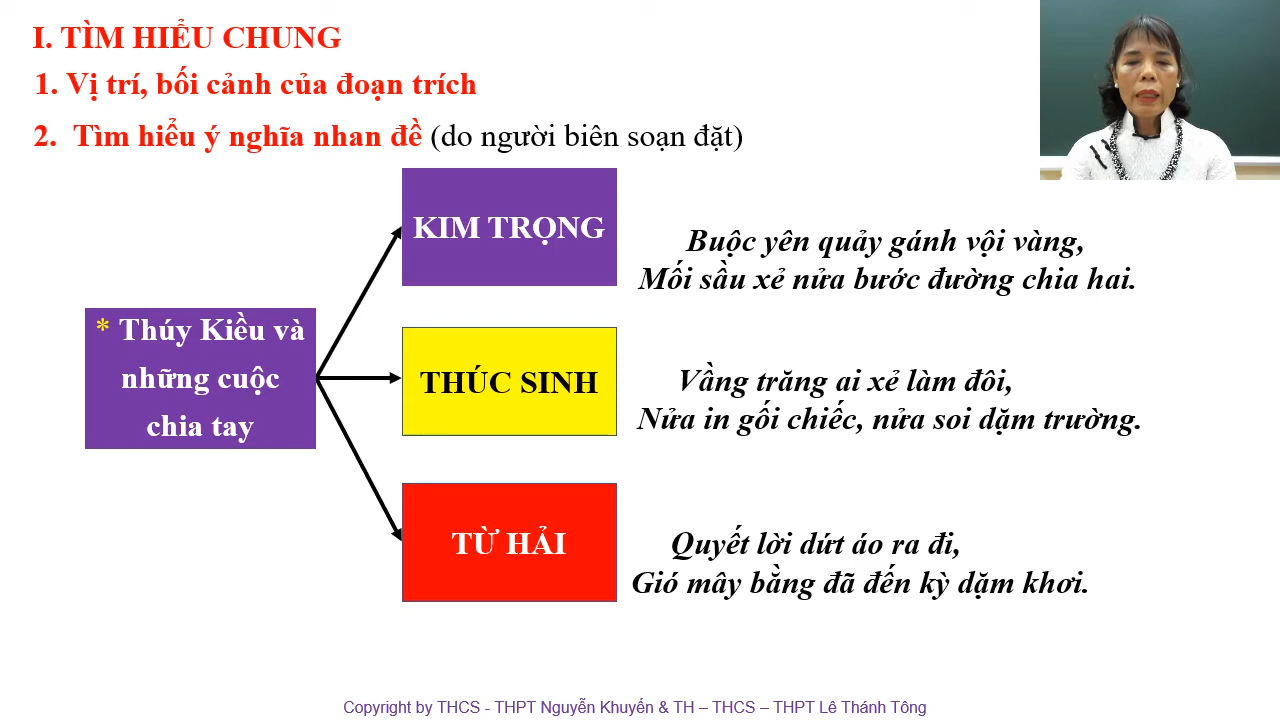 I. TÌM HIỂU CHUNG
1. Vị trí, bối cảnh của đoạn trích
2. Tìm hiểu ý nghĩa nhan đề (do người biên soạn đặt)
* Thúy Kiều và
những cuộc
chia tay
KIM TRỌNG
Buộc yên quảy gánh vội vàng,
Mối sầu xẻ nửa bước đường chia hai.
THÚC SINH
Vầng trăng ai xẻ làm đôi,
Nửa in gối chiếc, nửa soi dặm trường.
TỪ HẢI
Quyết lời dứt áo ra đi,
Gió mây bằng đã đến kỳ dặm khơi.
Copyright by THCS - THPT Nguyễn Khuyến & TH – THCS – THPT Lê Thánh Tông